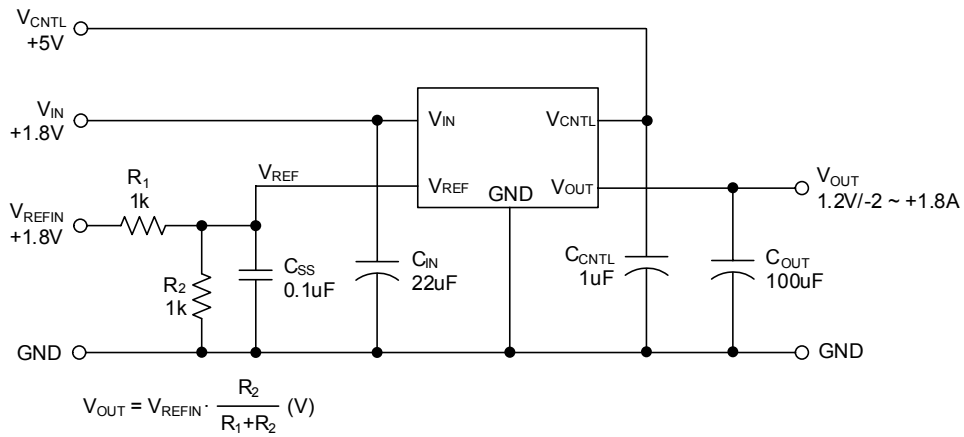 VCNTL
+5V
VIN
+1.8V
VIN
VCNTL
VREF
VREF
VOUT
GND
VOUT
1.2V/-2 ~ +1.8A
R1
1k
VREFIN
+1.8V
R2
1k
CSS
0.1uF
CIN
22uF
CCNTL
1uF
COUT
100uF
GND
GND
VOUT = VREFIN · R2 / R1+R2 (V)